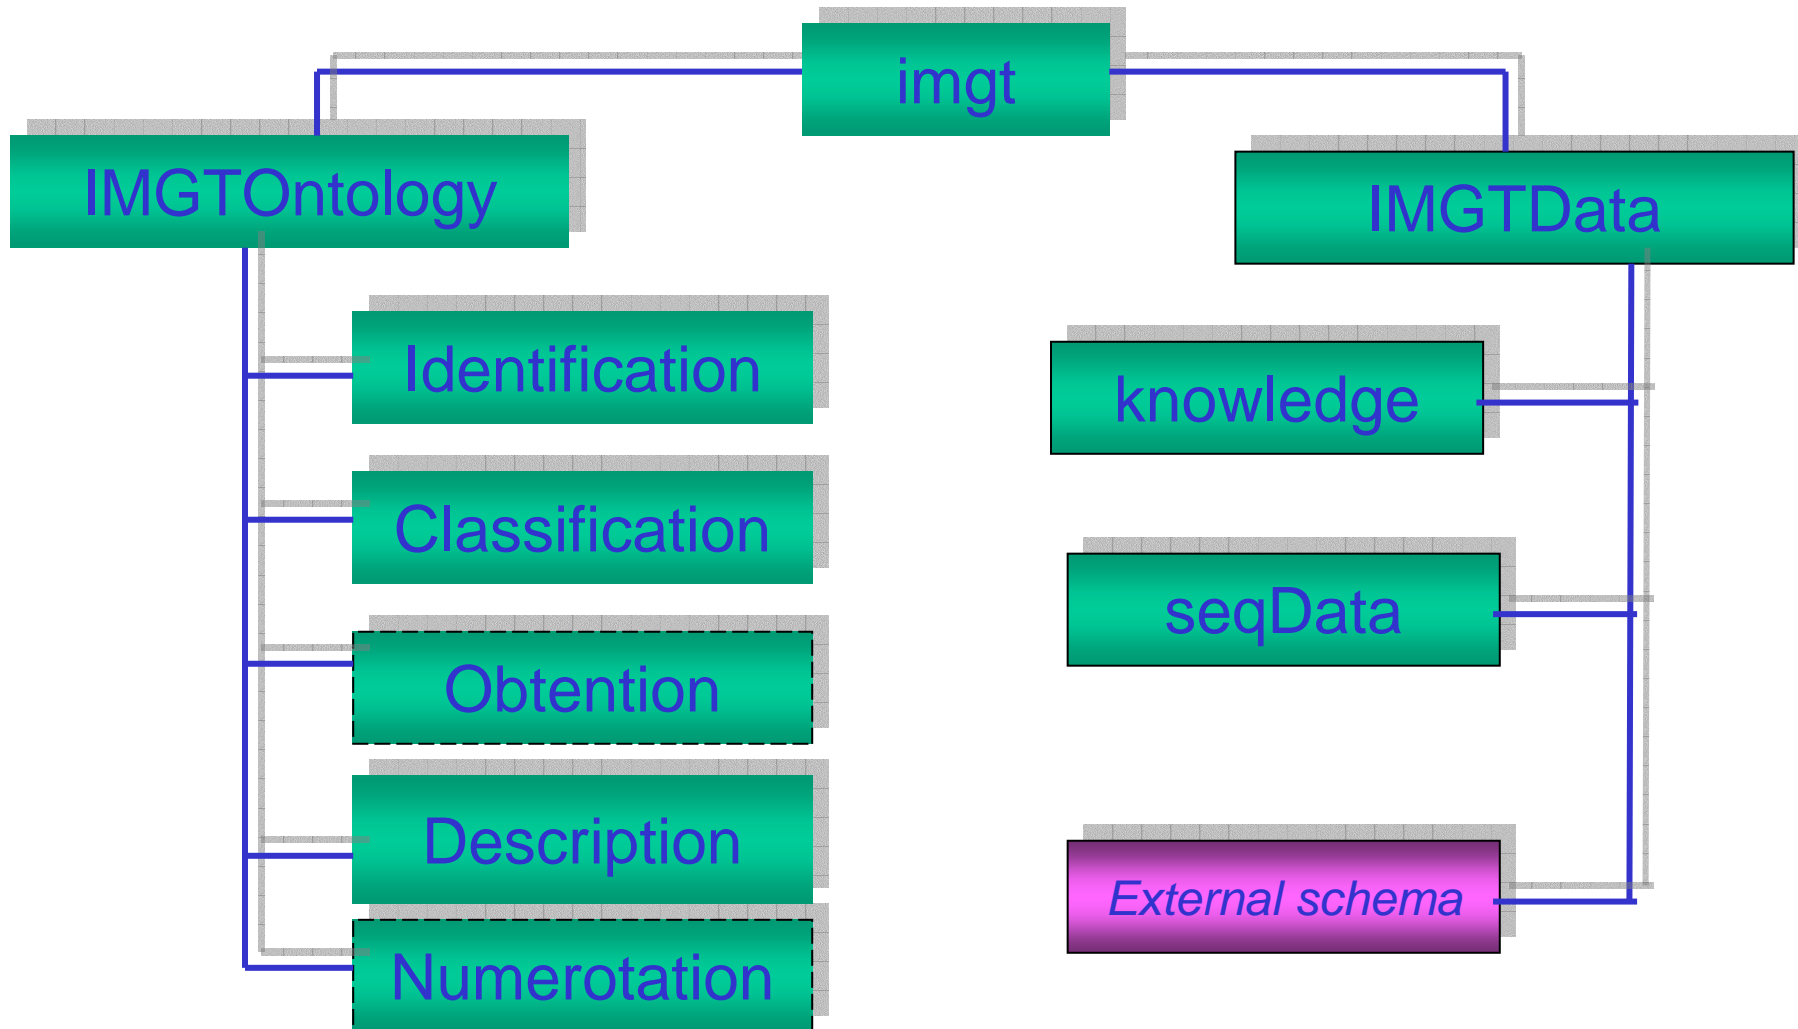 imgt
IMGTOntology
IMGTData
Identification
knowledge
Classification
seqData
Obtention
Description
External schema
Numerotation